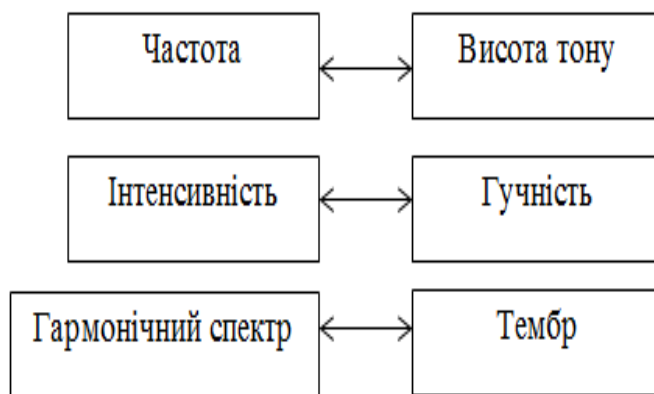 Частота
Висота тону
Інтенсивність
Гучність
Гармонічний спектр
Тембр